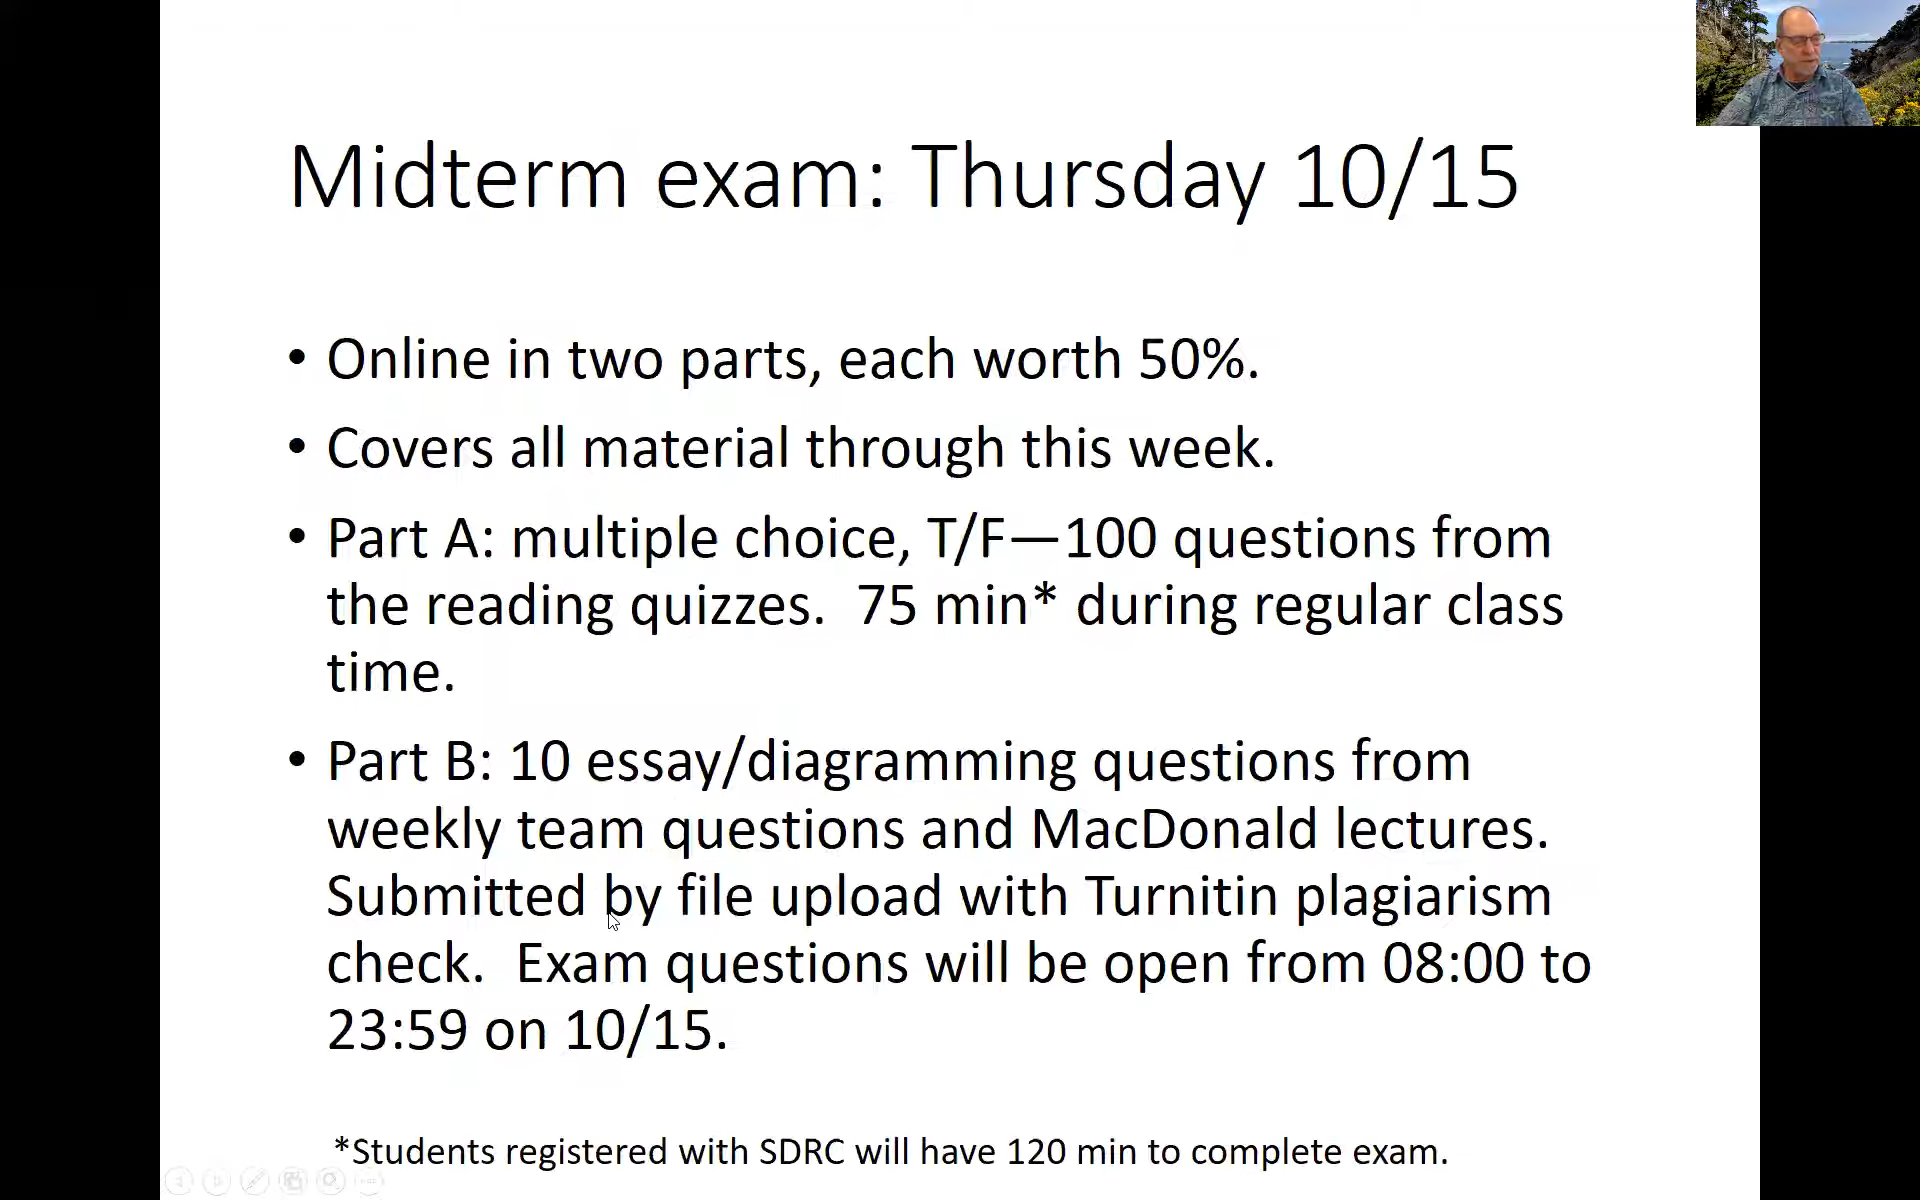 Midterm exam: Thursday 10/15
• Online in two parts, each worth 50%.
• Covers all material through this week.
• Part A: multiple choice, T/F—100 questions from
the reading quizzes.  75 min* during regular class
time.
• Part B: 10 essay/diagramming questions from
weekly team questions and MacDonald lectures.
Submitted by file upload with Turnitin plagiarism
check.  Exam questions will be open from 08:00 to
23:59 on 10/15.
*Students registered with SDRC will have 120 min to complete exam.